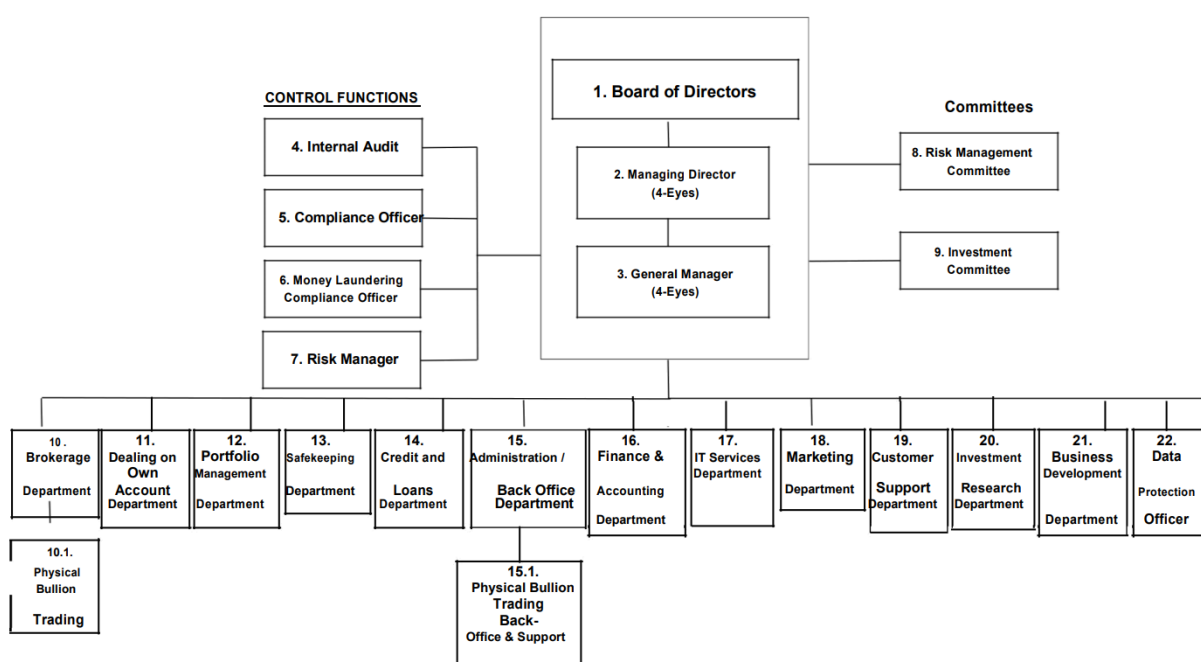 1. Board of Directors
CONTROL FUNCTIONS
Committees
4. Internal Audit
8. Risk Management
Committee
2. Managing Director
(4-Eyes)
5. Compliance Officer
9. Investment
Committee
3. General Manager
(4-Eyes)
6. Money Laundering
Compliance Officer
7. Risk Manager
10 .
Brokerage
Department
11.
Dealing on
Own
Account
Department
12.
Portfolio
Management
Department
13.
Safekeeping
Department
14.
Credit and
Loans
Department
15.
Administration /
Back Office
Department
16.
Finance &
Accounting
Department
17.
IT Services
Department
18.
Marketing
Department
19.
Customer
Support
Department
20.
Investment
Research
Department
21.
Business
Development
Department
22.
Data
Protection
Officer
10.1.
Physical
Bullion
Trading
15.1.
Physical Bullion
Trading
Back-
Office & Support